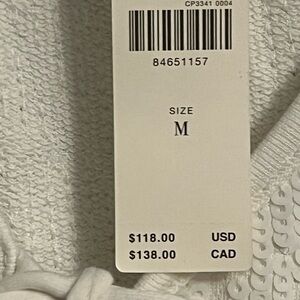 CP3341 0004
84651157
SIZE
M
$118.00 USD
$138.00 CAD